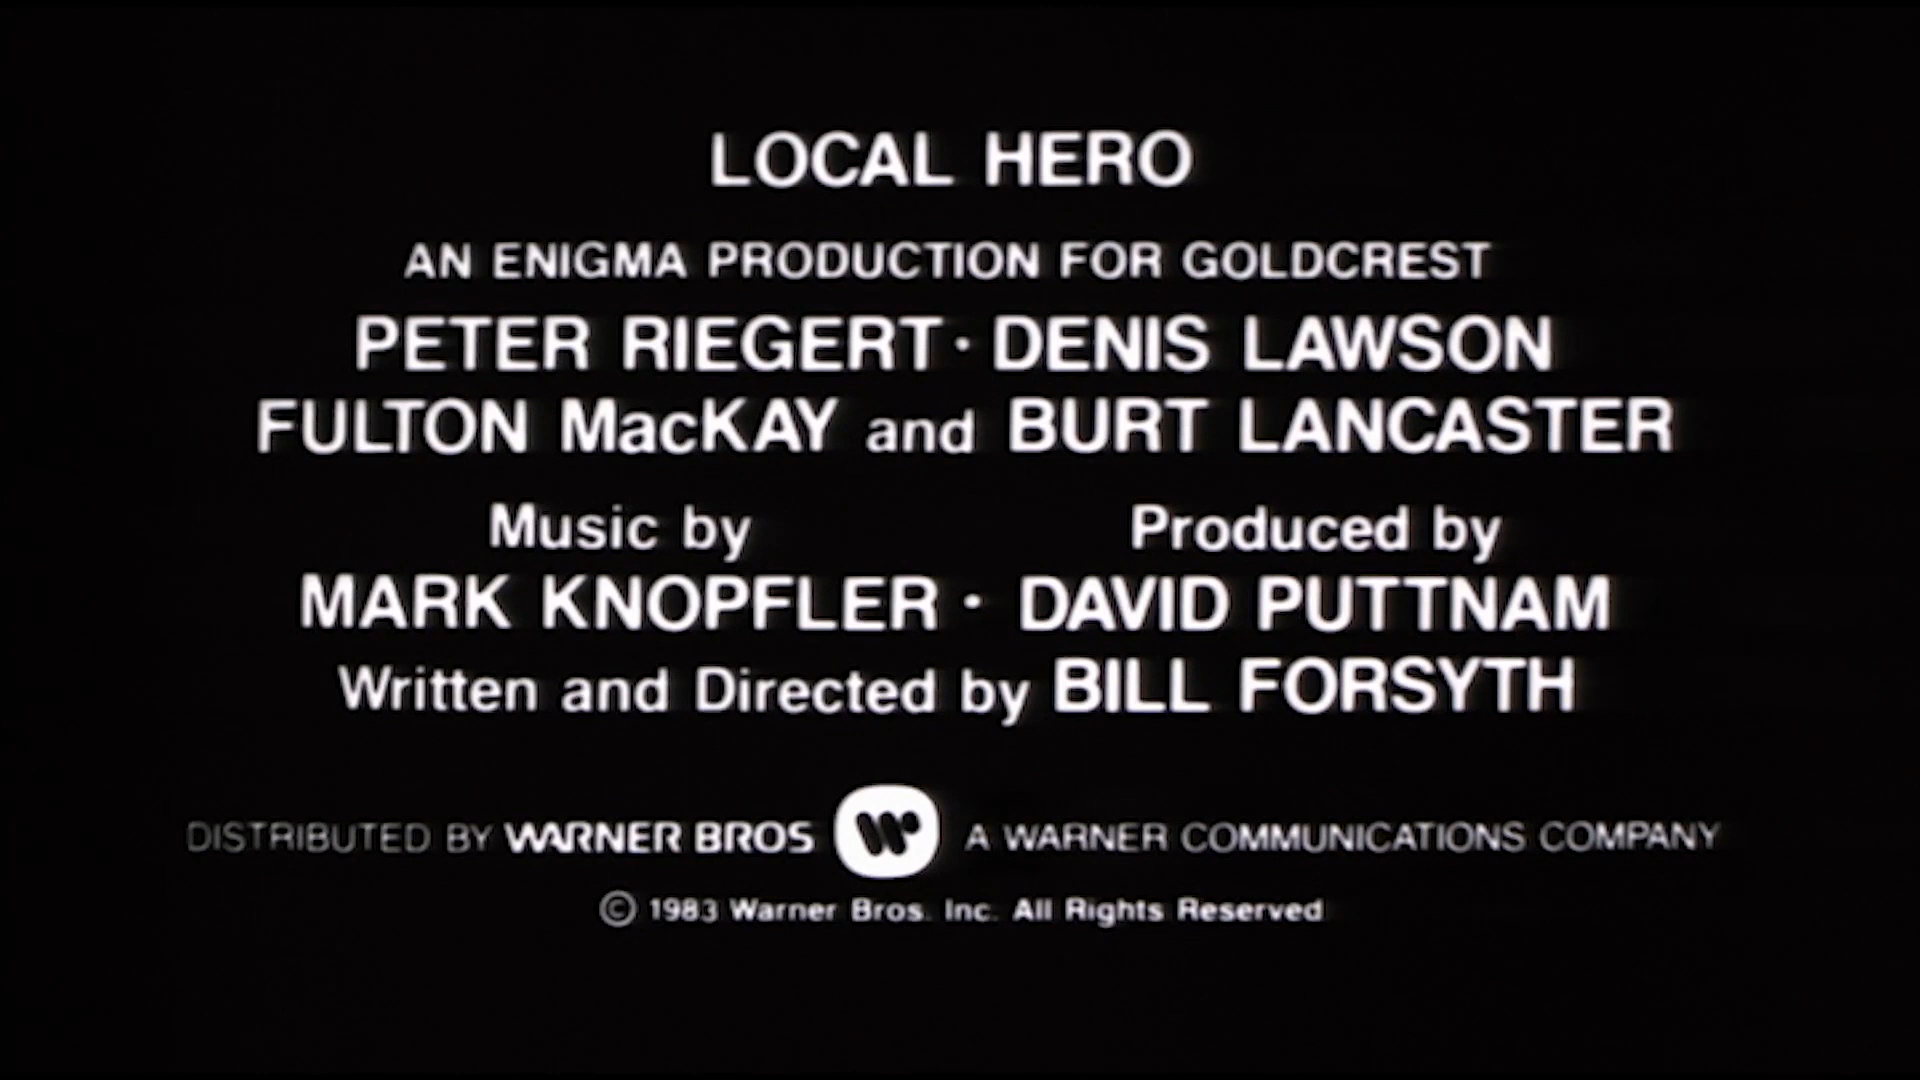 LOCAL HERO
AN ENIGMA PRODUCTION FOR GOLDCREST
PETER RIEGERT · DENIS LAWSON
FULTON MacKAY and BURT LANCASTER
Music by Produced by
MARK KNOPFLER · DAVID PUTTNAM
Written and Directed by BILL FORSYTH
DISTRIBUTED BY WARNER BROS W A WARNER COMMUNICATIONS COMPANY
© 1983 Warner Bros. Inc. All Rights Reserved